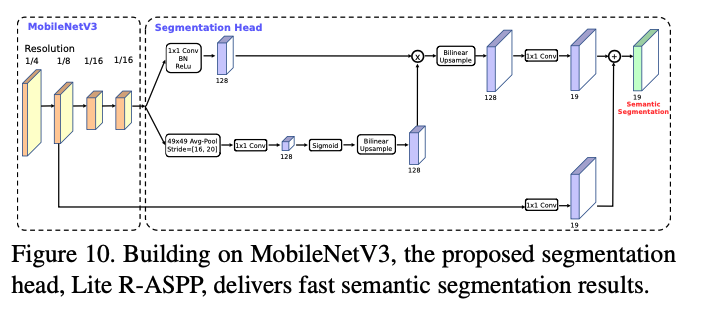 MobileNetV3
Segmentation Head
Resolution
1/4 1/8 1/16 1/16
1x1 Conv
BN
ReLu
128
x
Bilinear
Upsample
128
1x1 Conv
19
+
19
Semantic
Segmentation
49x49 Avg-Pool
Stride=[16, 20]
1x1 Conv
128
Sigmoid
Bilinear
Upsample
128
1x1 Conv
19
Figure 10. Building on MobileNetV3, the proposed segmentation
head, Lite R-ASPP, delivers fast semantic segmentation results.